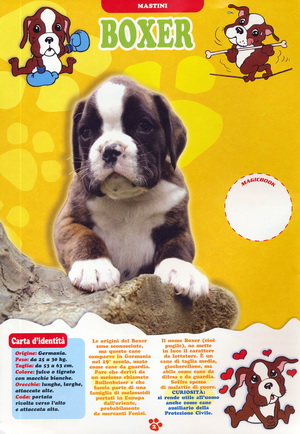 MASTINI
BOXER
MAGICBOOK
Carta d'identità
Origine: Germania.
Peso: da 25 a 30 kg.
Taglia: da 53 a 63 cm.
Colore: fulvo o tigrato
con macchie bianche.
Orecchie: lunghe, larghe,
attaccate alte.
Coda: portata
rivolta verso l'alto
e attaccata alta.
Le origini del Boxer
sono sconosciute,
ma questo cane
comparve in Germania
nel 19° secolo, usato
come cane da guardia.
Pare che derivi da
un molosso chiamato
Bullenbeisser e che
faccia parte di una
famiglia di molossoidi
portati in Europa
dall'oriente,
probabilmente
da mercanti Fenici.
Il nome Boxer (cioè
pugile), ne mette
in luce il carattere
da lottatore. È un
cane di taglia media,
giocherellone, ma
abile come cane da
difesa e da guardia.
Soffre spesso
di malattie di cuore.
CURIOSITÀ:
si rende utile all'uomo
anche come cane
ausiliario della
Protezione Civile.